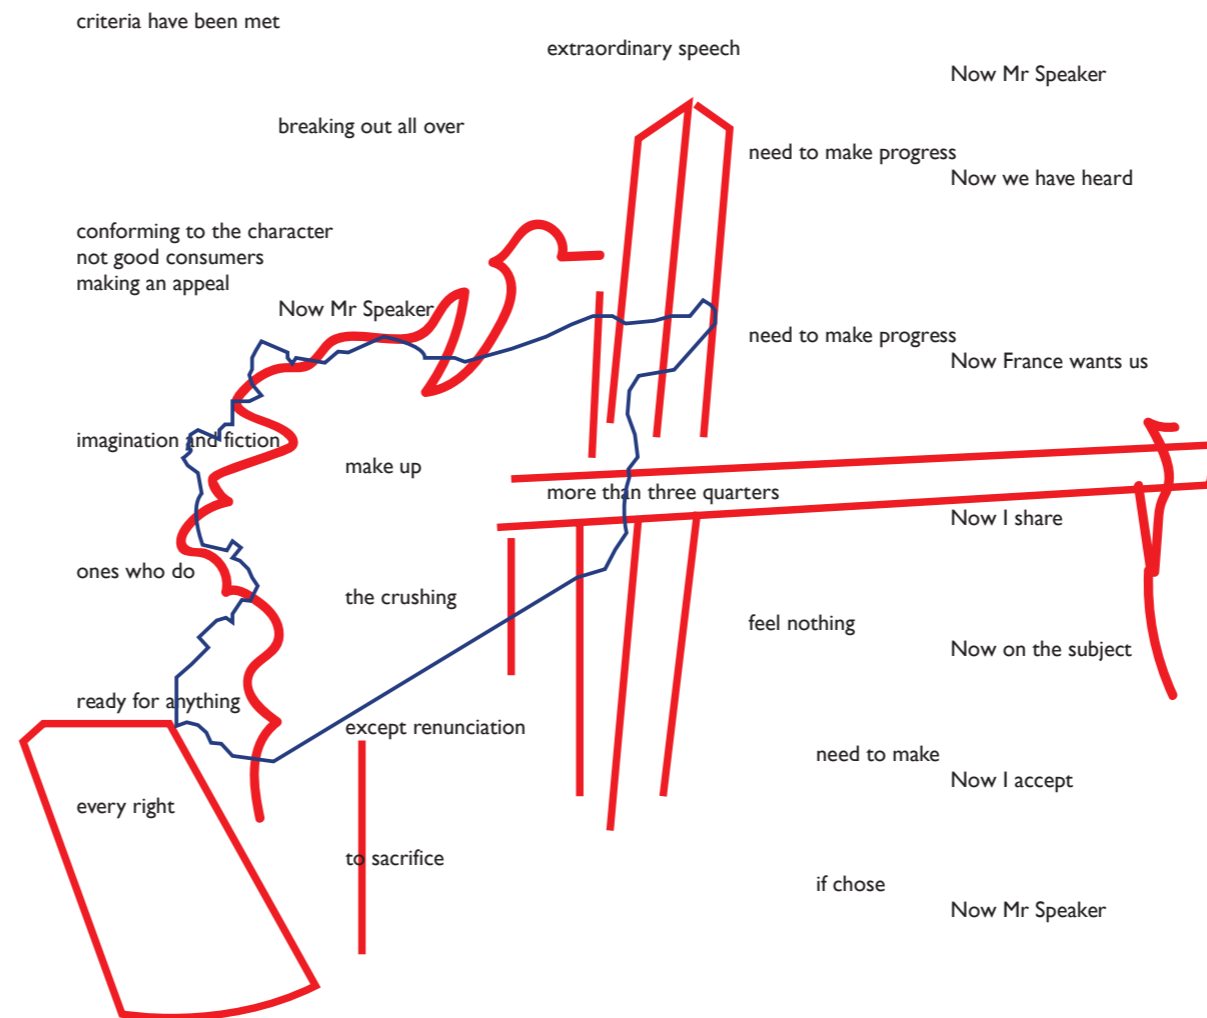 criteria have been met
extraordinary speech
Now Mr Speaker
breaking out all over
need to make progress
Now we have heard
conforming to the character
not good consumers
making an appeal
Now Mr Speaker
need to make progress
Now France wants us
imagination and fiction
make up
more than three quarters
Now I share
ones who do
the crushing
feel nothing
Now on the subject
ready for anything
except renunciation
need to make
Now I accept
every right
to sacrifice
if chose
Now Mr Speaker